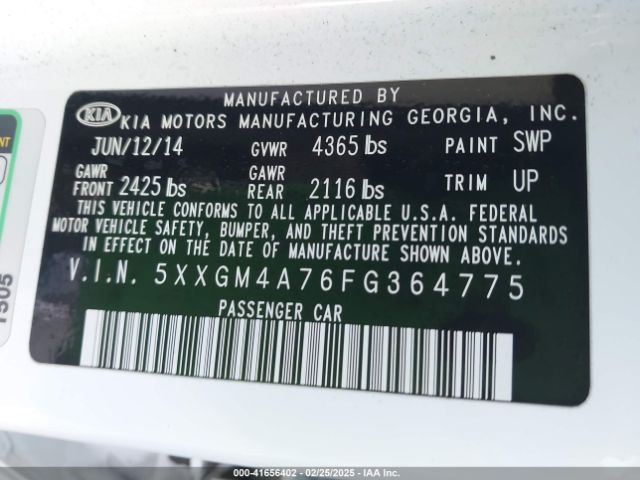 MANUFACTURED BY
KIA KIA MOTORS MANUFACTURING GEORGIA, INC.
JUN/12/14 GVWR 4365 lbs PAINT SWP
GAWR FRONT 2425 lbs GAWR REAR 2116 lbs TRIM UP
THIS VEHICLE CONFORMS TO ALL APPLICABLE U.S.A. FEDERAL
MOTOR VEHICLE SAFETY, BUMPER, AND THEFT PREVENTION STANDARDS
IN EFFECT ON THE DATE OF MANUFACTURE SHOWN ABOVE.
V.I.N. 5XXGM4A76FG364775
PASSENGER CAR
000-41656402 - 02/25/2025 - IAA Inc.